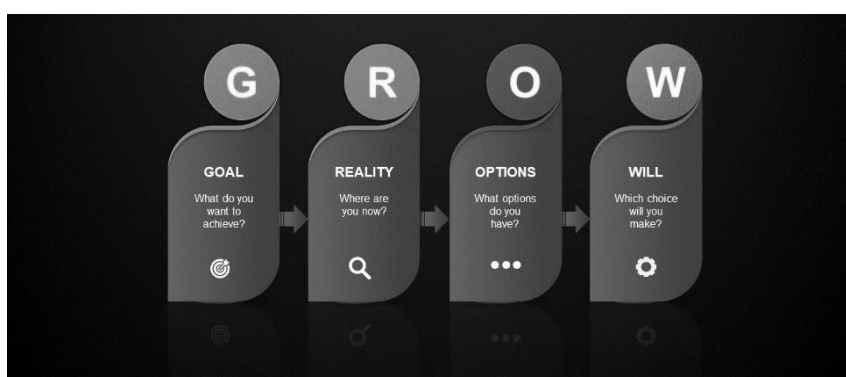 G
R
O
W
GOAL
What do you
want to
achieve?
REALITY
Where are
you now?
OPTIONS
What options
do you
have?
WILL
Which choice
will you
make?